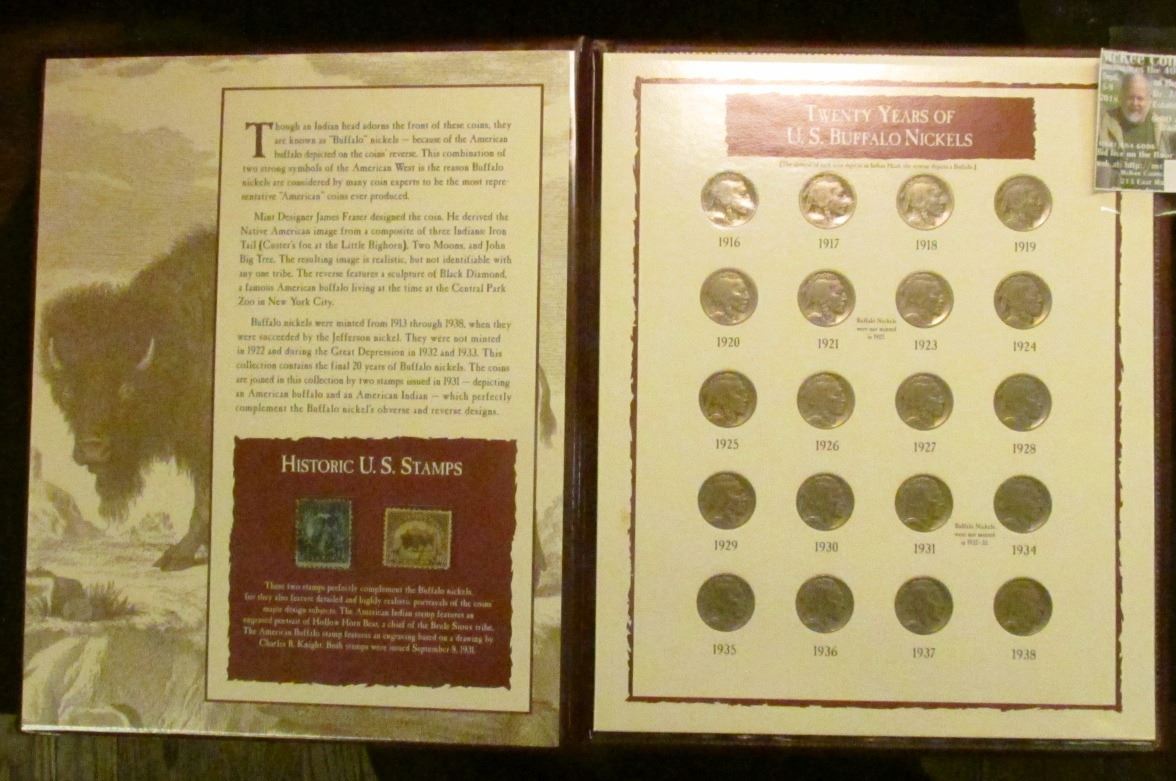 Though an Indian head adorns the front of these coins, they
are known as "Buffalo" nickels — because of the American
buffalo depicted on the coins' reverse. This combination of
two strong symbols of the American West is the reason Buffalo
nickels are considered by many coin experts to be the most repre-
sentative "American" coins ever produced.
Mint Designer James Fraser designed the coin. He derived the
Native American image from a composite of three Indians: Iron
Tail (Custer's foe at the Little Bighorn), Two Moons, and John
Big Tree. The resulting image is realistic, but not identifiable with
any one tribe. The reverse features a sculpture of Black Diamond,
a famous American buffalo living at the time at the Central Park
Zoo in New York City.
Buffalo nickels were minted from 1913 through 1938, when they
were succeeded by the Jefferson nickel. They were not minted
in 1922 and during the Great Depression in 1932 and 1933. This
collection contains the final 20 years of Buffalo nickels. The coins
are joined in this collection by two stamps issued in 1931 — depicting
an American buffalo and an American Indian — which perfectly
complement the Buffalo nickel's obverse and reverse designs.
HISTORIC U. S. STAMPS
These two stamps perfectly complement the Buffalo nickels,
for they also feature detailed and highly realistic portrayals of the coins'
major design subjects. The American Indian stamp features an
engraved portrait of Hollow Horn Bear, a chief of the Brule Sioux tribe.
The American Buffalo stamp features an engraving based on a drawing by
Charles R. Knight. Both stamps were issued September 8, 1931.
TWENTY YEARS OF
U. S. BUFFALO NICKELS
1916 1917 1918 1919
1920 1921 1923 1924
Buffalo Nickels
were not minted
in 1922.
1925 1926 1927 1928
1929 1930 1931 1934
Buffalo Nickels
were not minted
in 1932-33.
1935 1936 1937 1938
McKee Coi